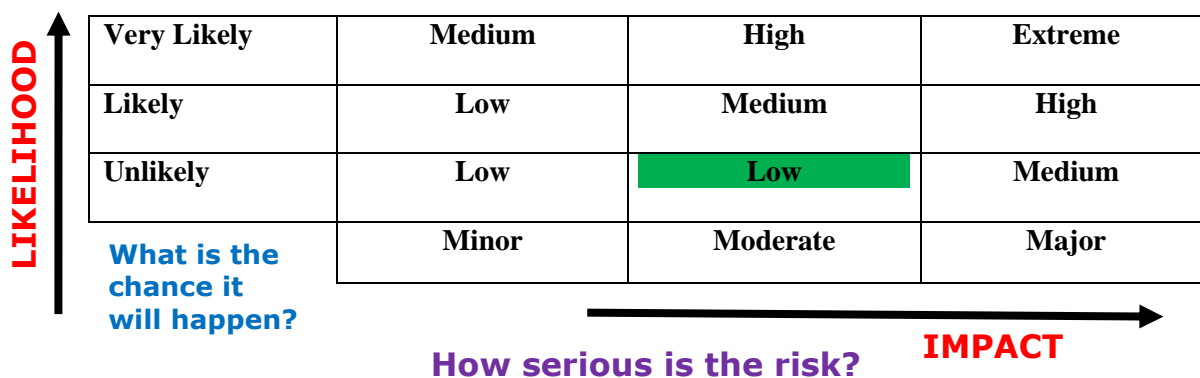 LIKELIHOOD
Very Likely Medium High Extreme
Likely Low Medium High
Unlikely Low Low Medium
Minor Moderate Major
What is the
chance it
will happen?
How serious is the risk?
IMPACT